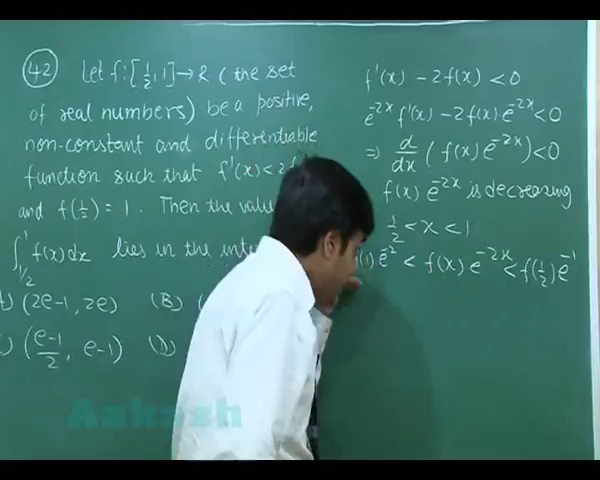 42 Let f:[1/2,1]→R (the set
of real numbers) be a positive,
non-constant and differentiable
function such that f'(x)<2f
and f(1/2)=1. Then the value
∫_{1/2}^{1} f(x)dx lies in the
(2e-1, 2e) (B)
(e-1/2, e-1) (D)
f'(x) - 2f(x) < 0
e^{-2x} f'(x) - 2f(x) e^{-2x} < 0
⇒ d/dx (f(x) e^{-2x}) < 0
f(x) e^{-2x} is decreasing
1/2 < x < 1
(1) e^{-2} < f(x) e^{-2x} < f(1/2) e^{-1}
Aakash